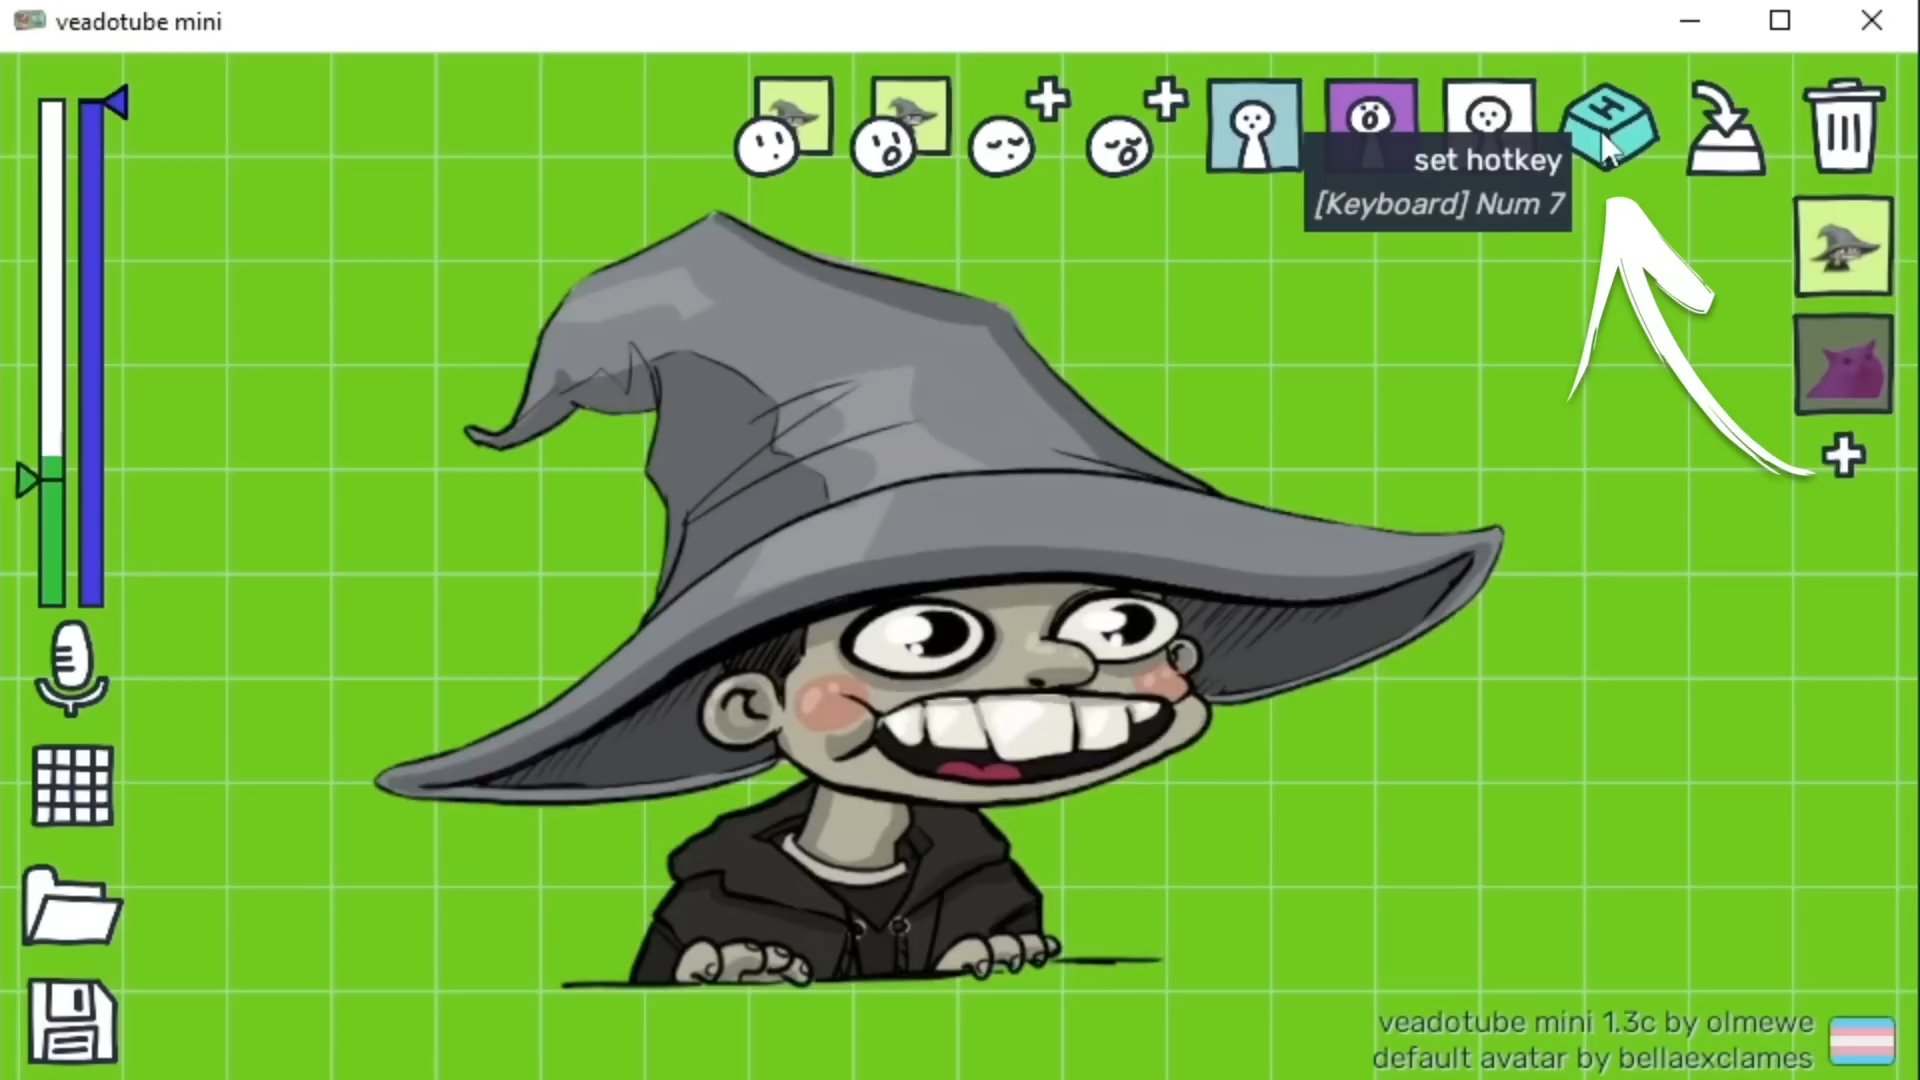 veadotube mini
H
set hotkey
[Keyboard] Num 7
veadotube mini 1.3c by olmewe
default avatar by bellaexclames